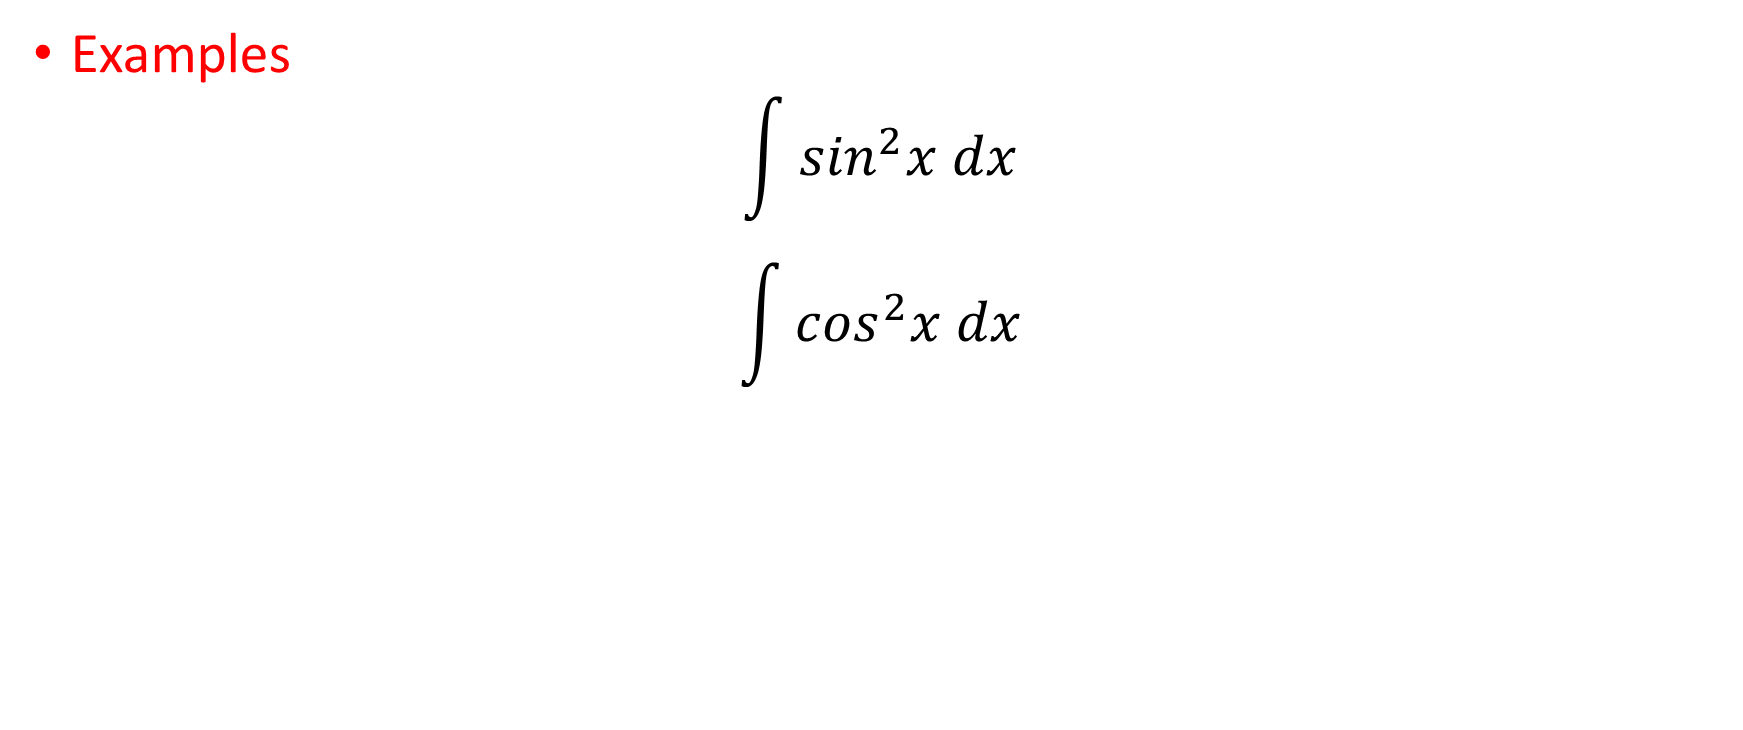 • Examples
∫ sin²x dx
∫ cos²x dx